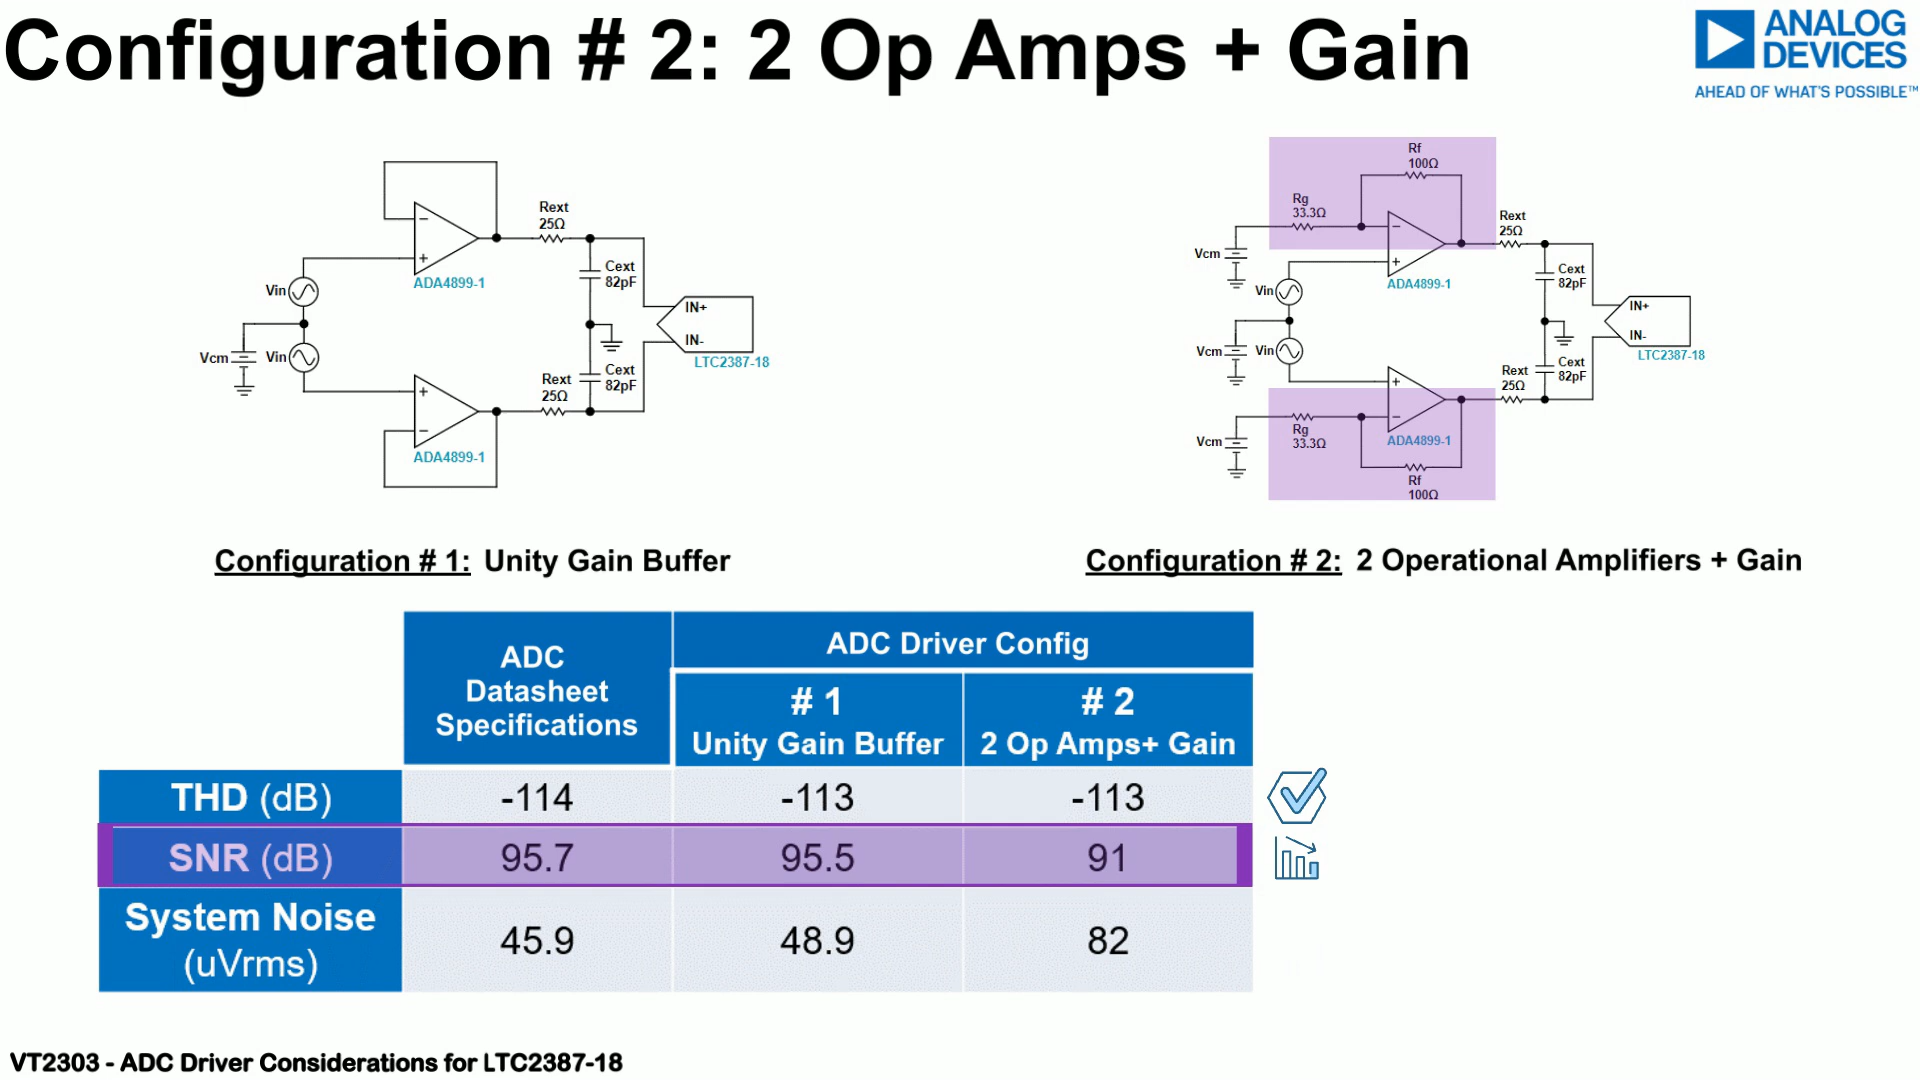 Configuration # 2: 2 Op Amps + Gain
ANALOG
DEVICES
AHEAD OF WHAT'S POSSIBLE™
Rext
25Ω
−
+
ADA4899-1
Cext
82pF
Vin
IN+
IN-
LTC2387-18
Vcm
Vin
Cext
82pF
Rext
25Ω
+
−
ADA4899-1
Rf
100Ω
Rg
33.3Ω
Rext
25Ω
−
+
Vcm
ADA4899-1
Cext
82pF
Vin
IN+
IN-
LTC2387-18
Vcm
Vin
Cext
82pF
Rext
25Ω
+
−
Rg
33.3Ω
Vcm
ADA4899-1
Rf
100Ω
Configuration # 1: Unity Gain Buffer
Configuration # 2: 2 Operational Amplifiers + Gain
ADC
Datasheet
Specifications
ADC Driver Config
# 1
Unity Gain Buffer
# 2
2 Op Amps+ Gain
THD (dB) -114 -113 -113
SNR (dB) 95.7 95.5 91
System Noise
(uVrms) 45.9 48.9 82
VT2303 - ADC Driver Considerations for LTC2387-18